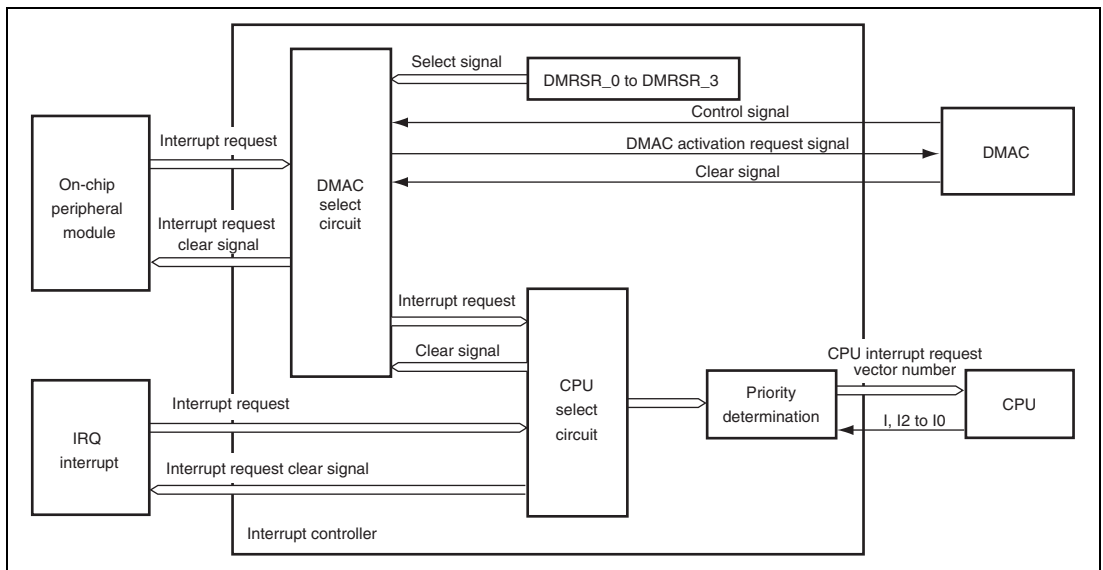 Select signal
DMRSR_0 to DMRSR_3
Control signal
DMAC activation request signal
Clear signal
DMAC
Interrupt request
On-chip
peripheral
module
Interrupt request
clear signal
DMAC
select
circuit
Interrupt request
Clear signal
CPU
select
circuit
Priority
determination
CPU interrupt request
vector number
I, I2 to I0
CPU
Interrupt request
IRQ
interrupt
Interrupt request clear signal
Interrupt controller